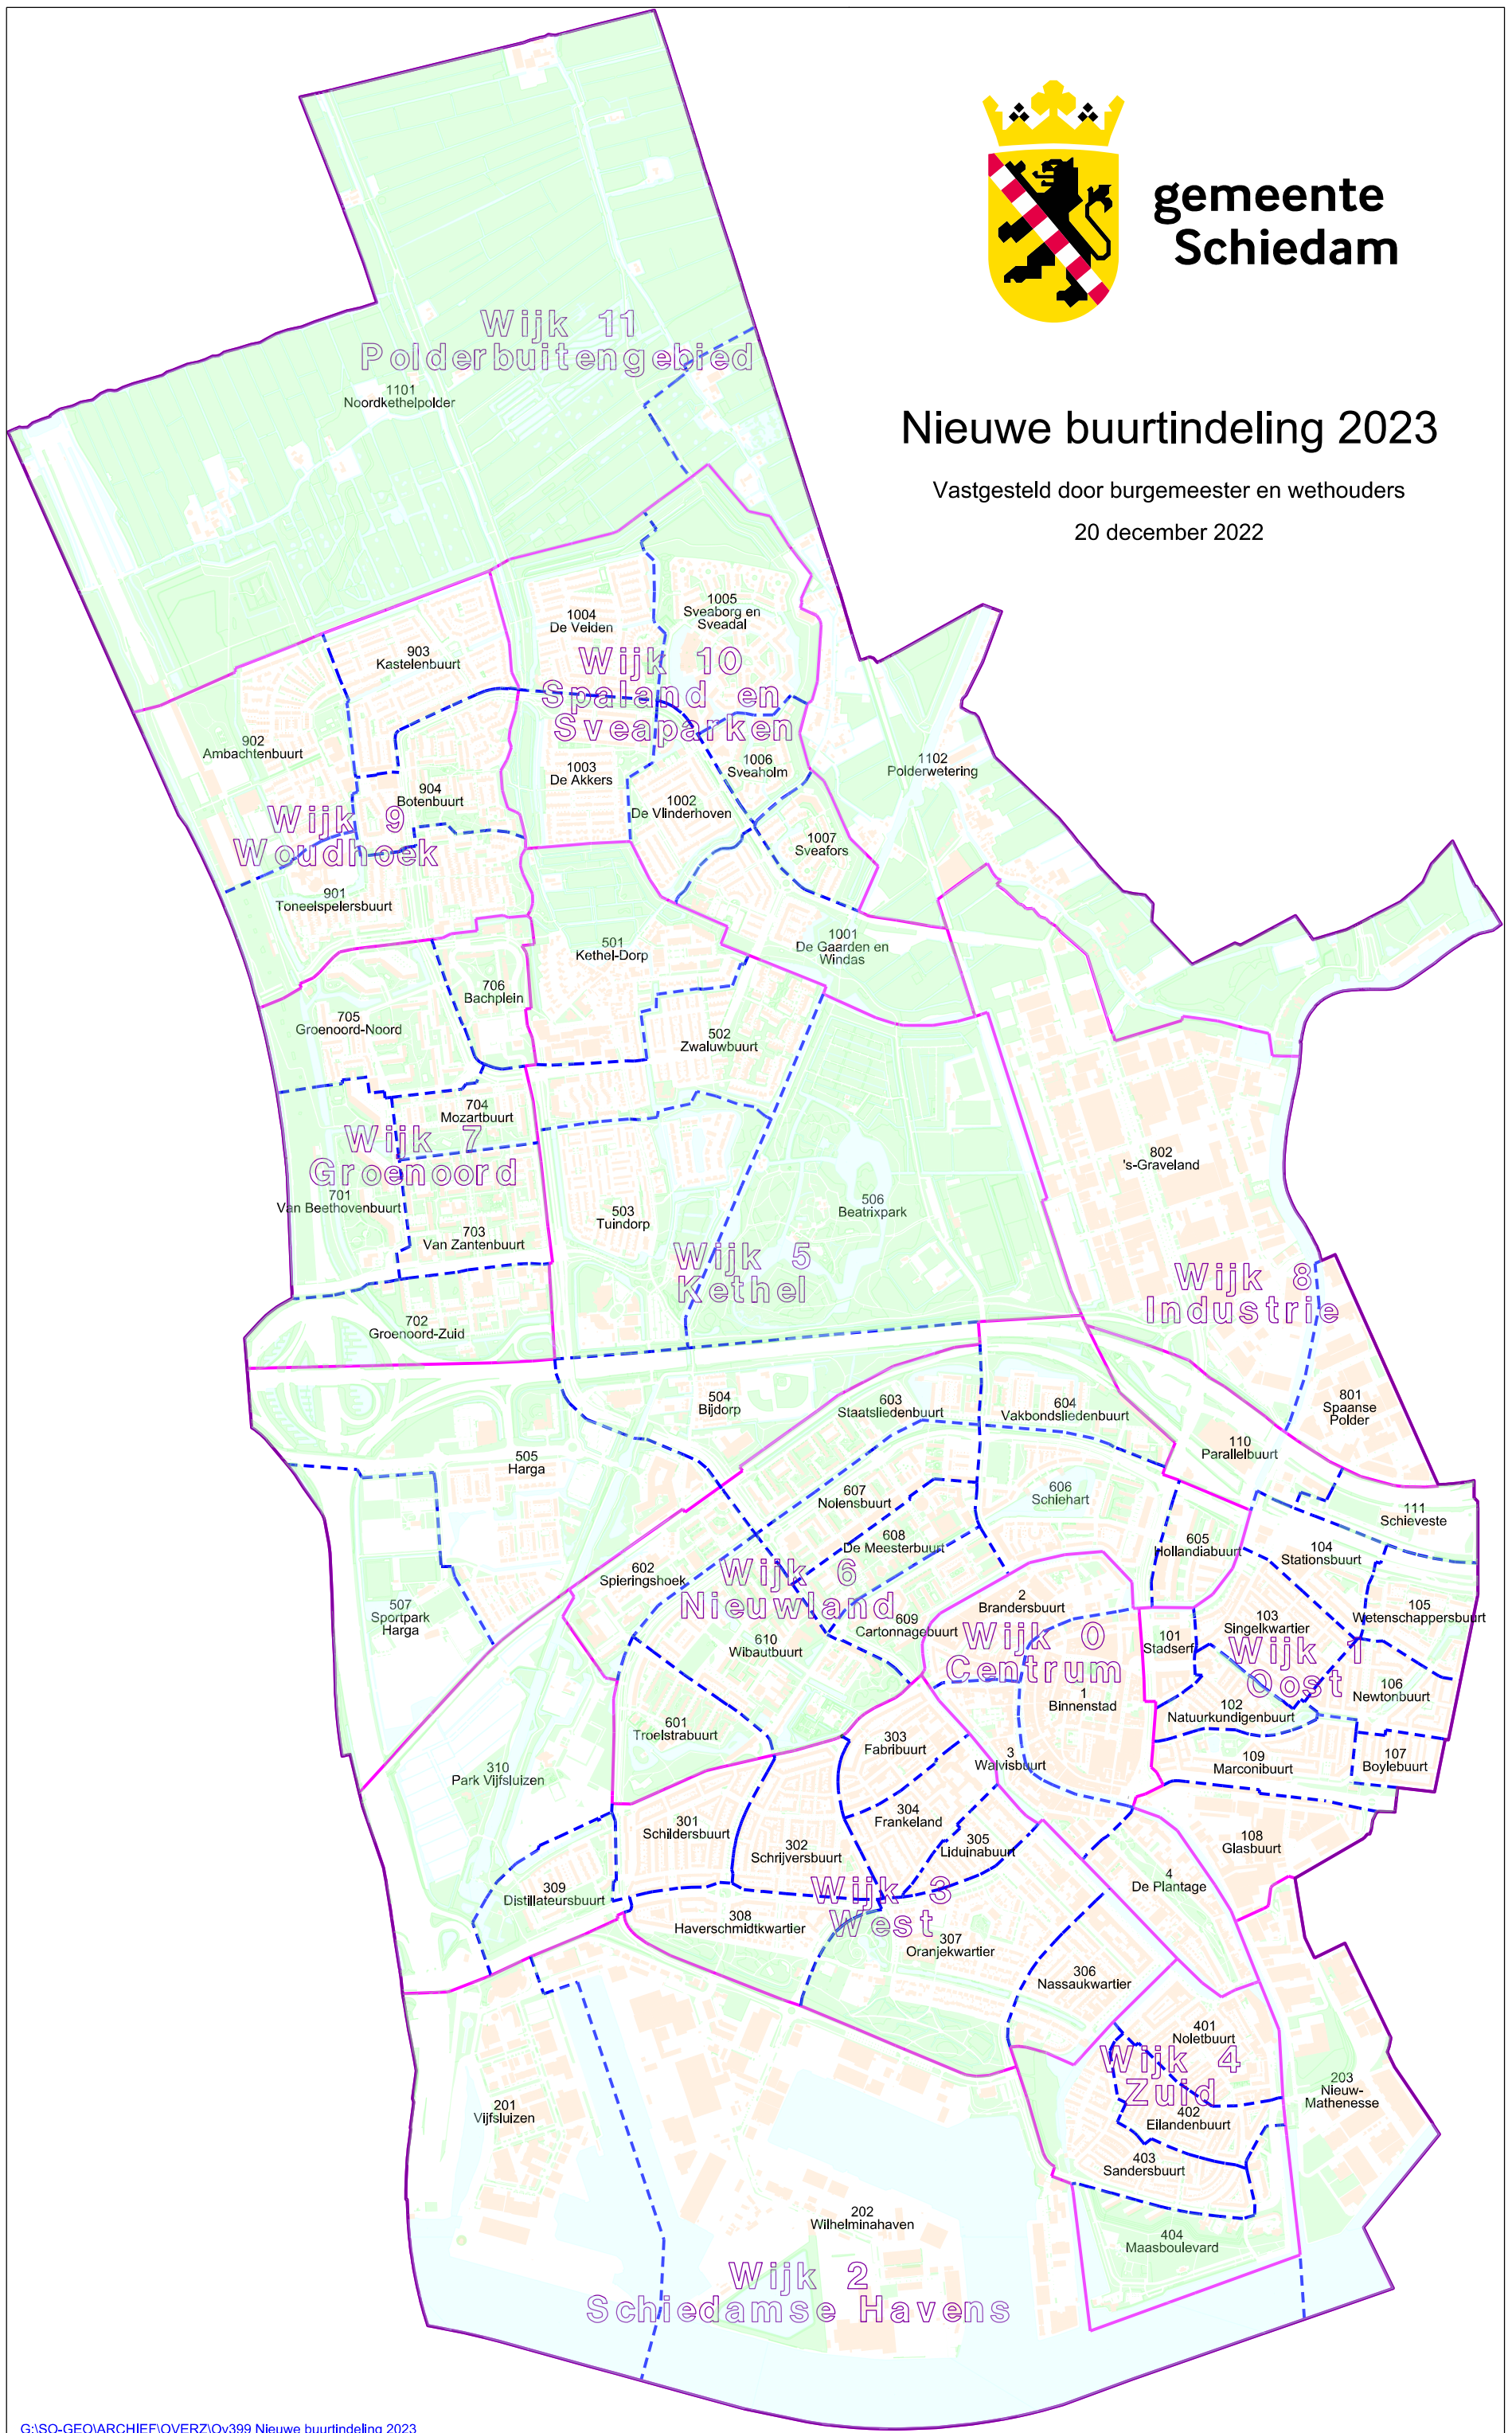 gemeente
Schiedam
Nieuwe buurtindeling 2023
Vastgesteld door burgemeester en wethouders
20 december 2022
Wijk 11
Polderbuitengebied
1101
Noordkethelpolder
1005
Sveaborg en
Sveadal
1004
De Velden
903
Kastelenbuurt
Wijk 10
Spaland en
Sveaparken
902
Ambachtenbuurt
1003
De Akkers
1006
Sveaholm
1102
Polderwetering
904
Botenbuurt
1002
De Vlinderhoven
Wijk 9
Woudhoek
1007
Sveafors
901
Toneelspelersbuurt
501
Kethel-Dorp
1001
De Gaarden en
Windas
706
Bachplein
705
Groenoord-Noord
502
Zwaluwbuurt
704
Mozartbuurt
Wijk 7
Groenoord
802
's-Graveland
701
Van Beethovenbuurt
506
Beatrixpark
503
Tuindorp
703
Van Zantenbuurt
Wijk 5
Kethel
Wijk 8
Industrie
702
Groenoord-Zuid
504
Bijdorp
603
Staatsliedenbuurt
604
Vakbondsliedenbuurt
801
Spaanse
Polder
110
Parallelbuurt
505
Harga
607
Nolensbuurt
606
Schiehart
111
Schieveste
608
De Meesterbuurt
605
Hollandiabuurt
104
Stationsbuurt
602
Spieringshoek
Wijk 6
Nieuwland
507
Sportpark
Harga
2
Brandersbuurt
105
Wetenschappersbuurt
609
Cartonnagebuurt
103
Singelkwartier
610
Wibautbuurt
Wijk 0
Centrum
101
Stadserf
Wijk 1
Oost
1
Binnenstad
106
Newtonbuurt
102
Natuurkundigenbuurt
601
Troelstrabuurt
303
Fabribuurt
3
Walvisbuurt
109
Marconibuurt
107
Boylebuurt
310
Park Vijfsluizen
301
Schildersbuurt
304
Frankeland
302
Schrijversbuurt
305
Liduinabuurt
108
Glasbuurt
4
De Plantage
309
Distillateursbuurt
Wijk 3
West
308
Haverschmidtkwartier
307
Oranjekwartier
306
Nassaukwartier
401
Noletbuurt
Wijk 4
Zuid
203
Nieuw-
Mathenesse
201
Vijfsluizen
402
Eilandenbuurt
403
Sandersbuurt
202
Wilhelminahaven
404
Maasboulevard
Wijk 2
Schiedamse Havens
G:\SO-GEO\ARCHIEF\OVERZ\Ov399 Nieuwe buurtindeling 2023